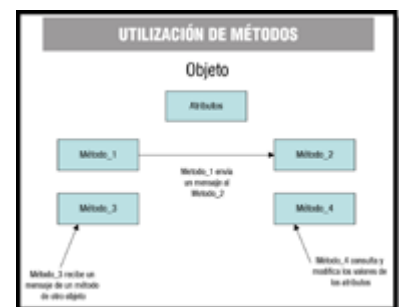 UTILIZACIÓN DE MÉTODOS
Objeto
Atributos
Método_1
Método_2
Método_1 envía
un mensaje al
Método_2
Método_3
Método_4
Método_3 recibe un
mensaje de un método
de otro objeto
Método_4 consulta y
modifica los valores de
los atributos